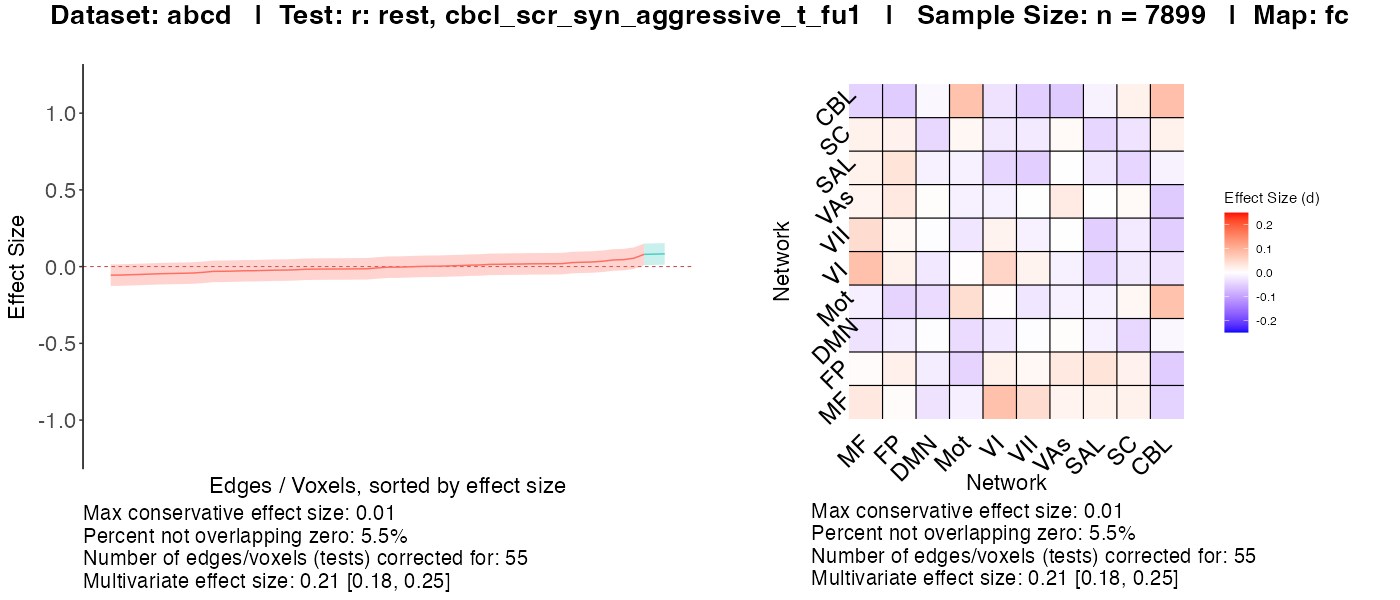 Dataset: abcd | Test: r: rest, cbcl_scr_syn_aggressive_t_fu1 | Sample Size: n = 7899 | Map: fc
Effect Size
1.0
0.5
0.0
-0.5
-1.0
Edges / Voxels, sorted by effect size
Max conservative effect size: 0.01
Percent not overlapping zero: 5.5%
Number of edges/voxels (tests) corrected for: 55
Multivariate effect size: 0.21 [0.18, 0.25]
Network
CBL
SC
SAL
VAs
VII
VI
Mot
DMN
FP
MF
MF FP DMN Mot VI VII VAs SAL SC CBL
Network
Effect Size (d)
0.2
0.1
0.0
-0.1
-0.2
Max conservative effect size: 0.01
Percent not overlapping zero: 5.5%
Number of edges/voxels (tests) corrected for: 55
Multivariate effect size: 0.21 [0.18, 0.25]